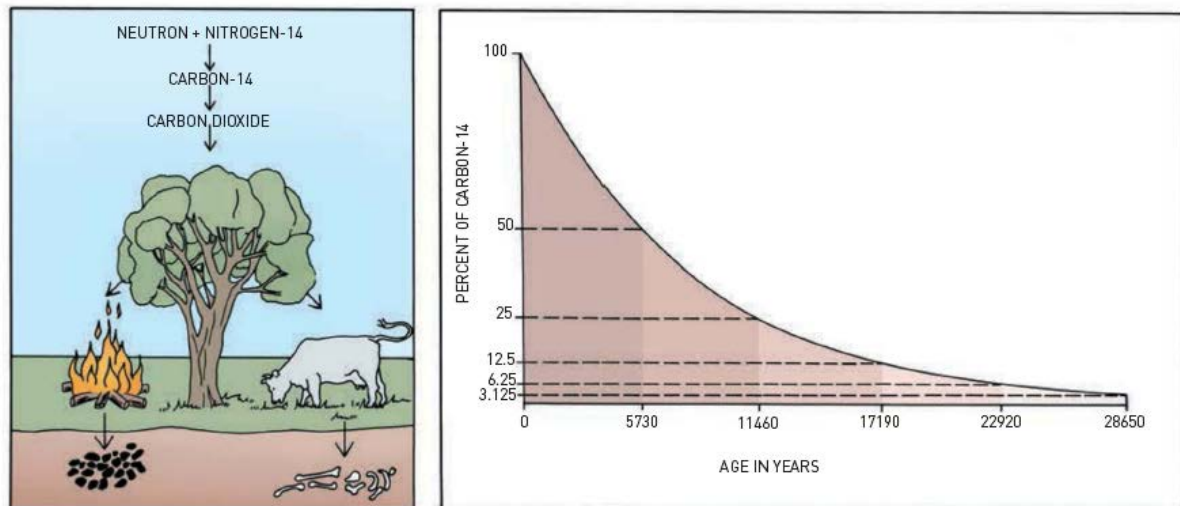 NEUTRON + NITROGEN-14
CARBON-14
CARBON DIOXIDE
PERCENT OF CARBON-14
100
50
25
12.5
6.25
3.125
0
5730
11460
17190
22920
28650
AGE IN YEARS